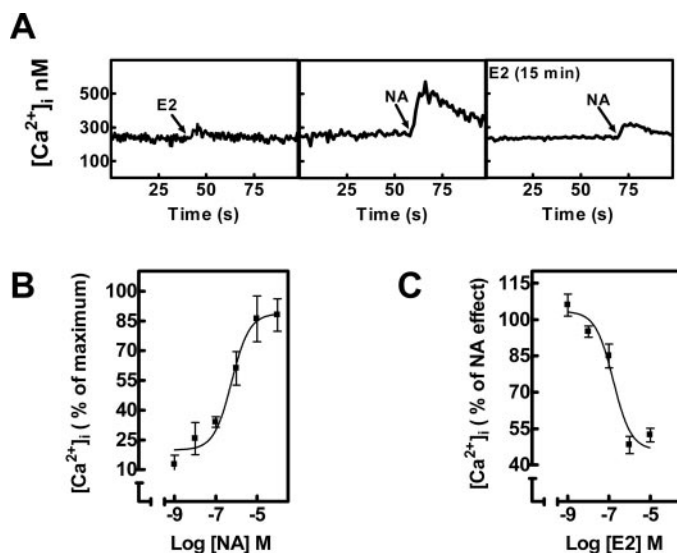 A
[Ca²⁺]ᵢ nM
500
300
100
E2
NA
E2 (15 min)
NA
25 50 75
25 50 75
25 50 75
Time (s)
Time (s)
Time (s)
B
[Ca²⁺]ᵢ ( % of maximum)
100
85
70
55
40
25
10
-9 -7 -5
Log [NA] M
C
[Ca²⁺]ᵢ ( % of NA effect)
115
100
85
70
55
40
-9 -7 -5
Log [E2] M